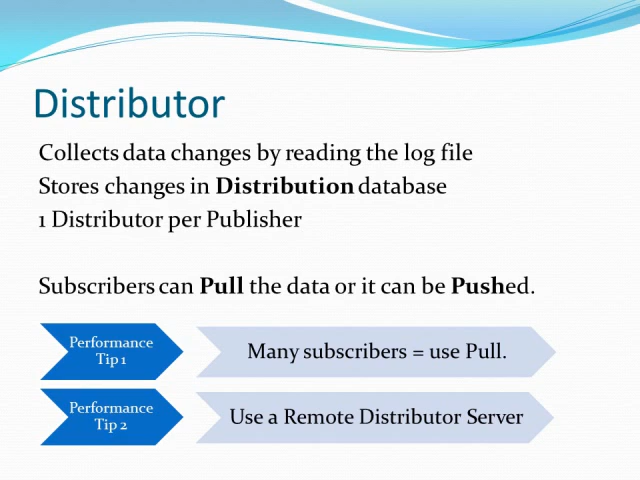 Distributor
Collects data changes by reading the log file
Stores changes in Distribution database
1 Distributor per Publisher
Subscribers can Pull the data or it can be Pushed.
Performance
Tip 1
Many subscribers = use Pull.
Performance
Tip 2
Use a Remote Distributor Server